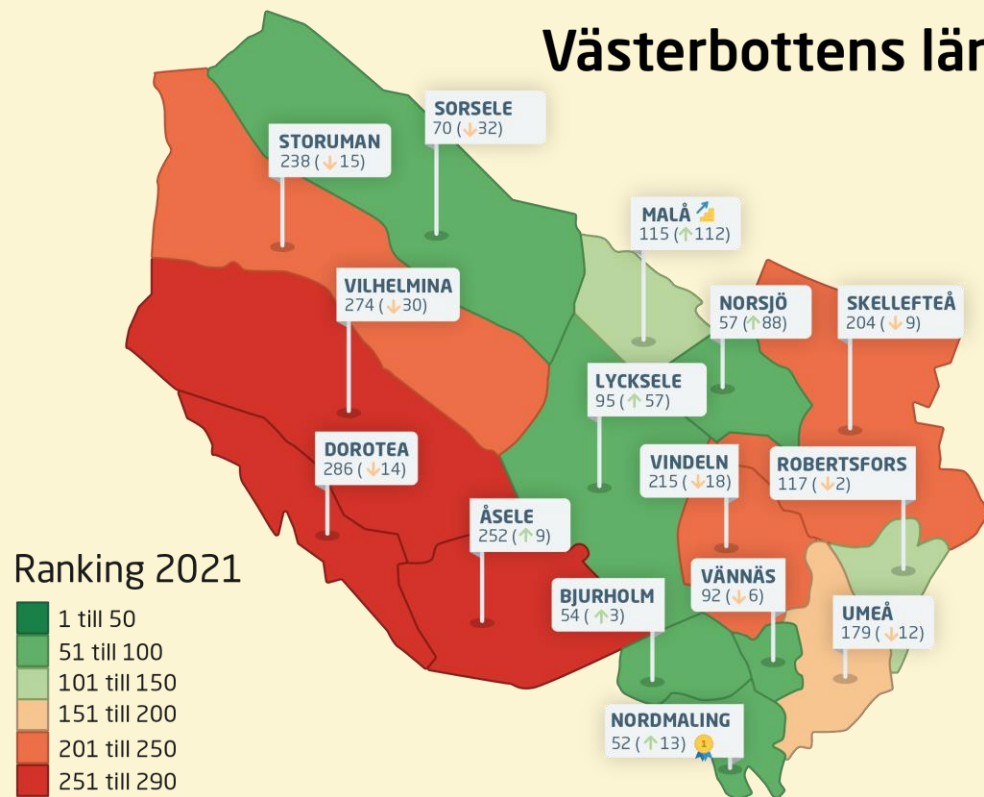 Västerbottens län
SORSELE
70 (↓32)
STORUMAN
238 (↓15)
MALÅ
115 (↑112)
VILHELMINA
274 (↓30)
NORSJÖ
57 (↑88)
SKELLEFTEÅ
204 (↓9)
LYCKSELE
95 (↑57)
DOROTEA
286 (↓14)
VINDELN
215 (↓18)
ROBERTSFORS
117 (↓2)
ÅSELE
252 (↑9)
BJURHOLM
54 (↑3)
VÄNNÄS
92 (↓6)
UMEÅ
179 (↓12)
NORDMALING
52 (↑13) 1
Ranking 2021
1 till 50
51 till 100
101 till 150
151 till 200
201 till 250
251 till 290